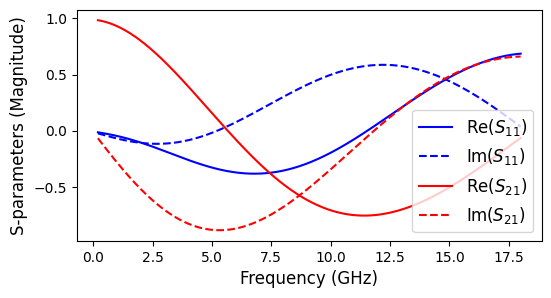 S-parameters (Magnitude)
1.0
0.5
0.0
−0.5
0.0 2.5 5.0 7.5 10.0 12.5 15.0 17.5
Frequency (GHz)
Re(S₁₁)
Im(S₁₁)
Re(S₂₁)
Im(S₂₁)